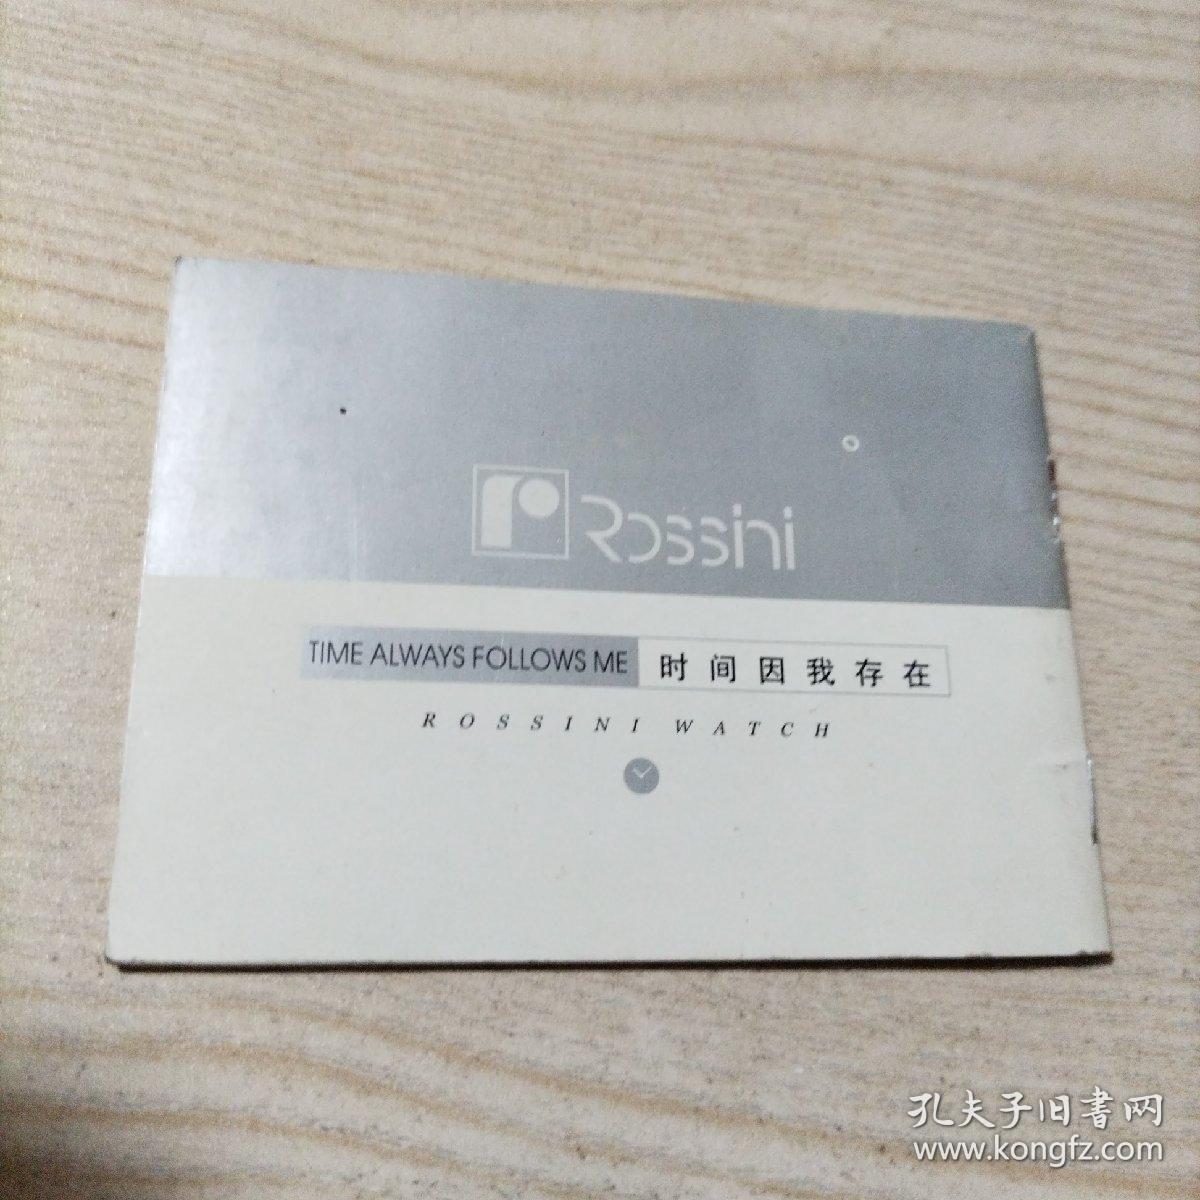 r Rossini
TIME ALWAYS FOLLOWS ME 时间因我存在
ROSSINI WATCH
孔夫子旧书网
www.kongfz.com